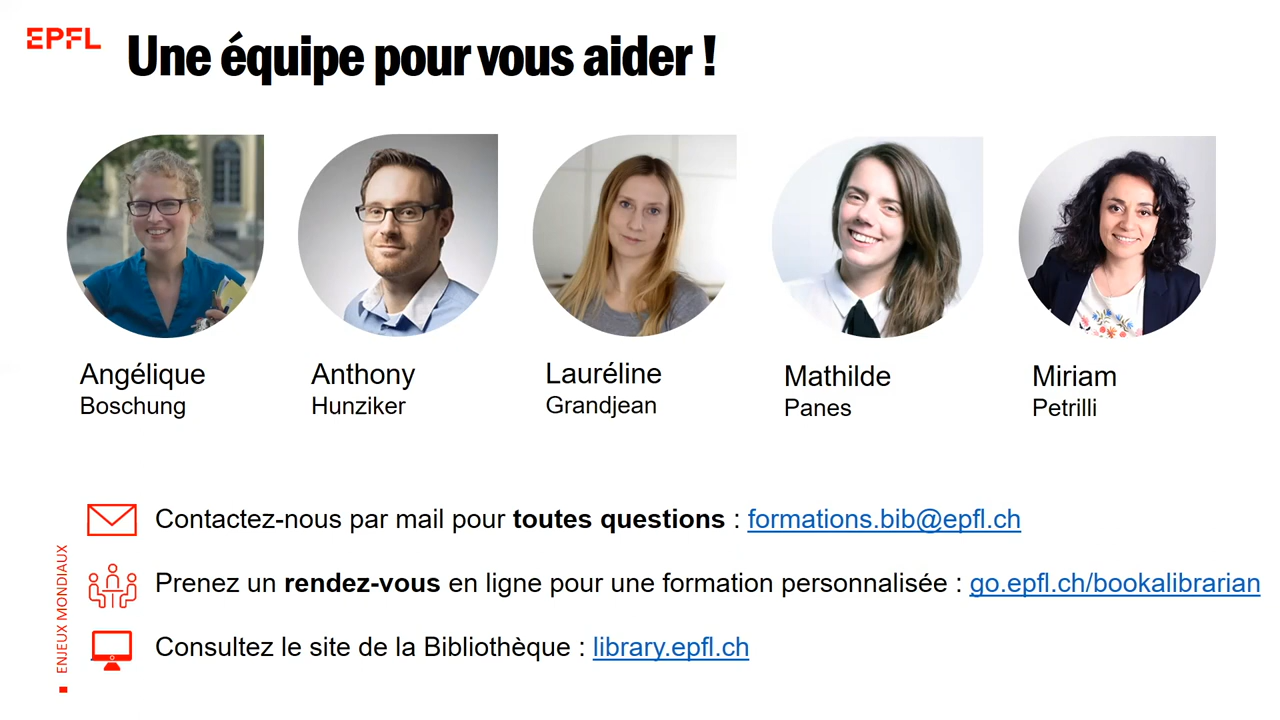 EPFL
Une équipe pour vous aider !
Angélique
Boschung
Anthony
Hunziker
Lauréline
Grandjean
Mathilde
Panes
Miriam
Petrilli
Contactez-nous par mail pour toutes questions : formations.bib@epfl.ch
Prenez un rendez-vous en ligne pour une formation personnalisée : go.epfl.ch/bookalibrarian
Consultez le site de la Bibliothèque : library.epfl.ch
ENJEUX MONDIAUX